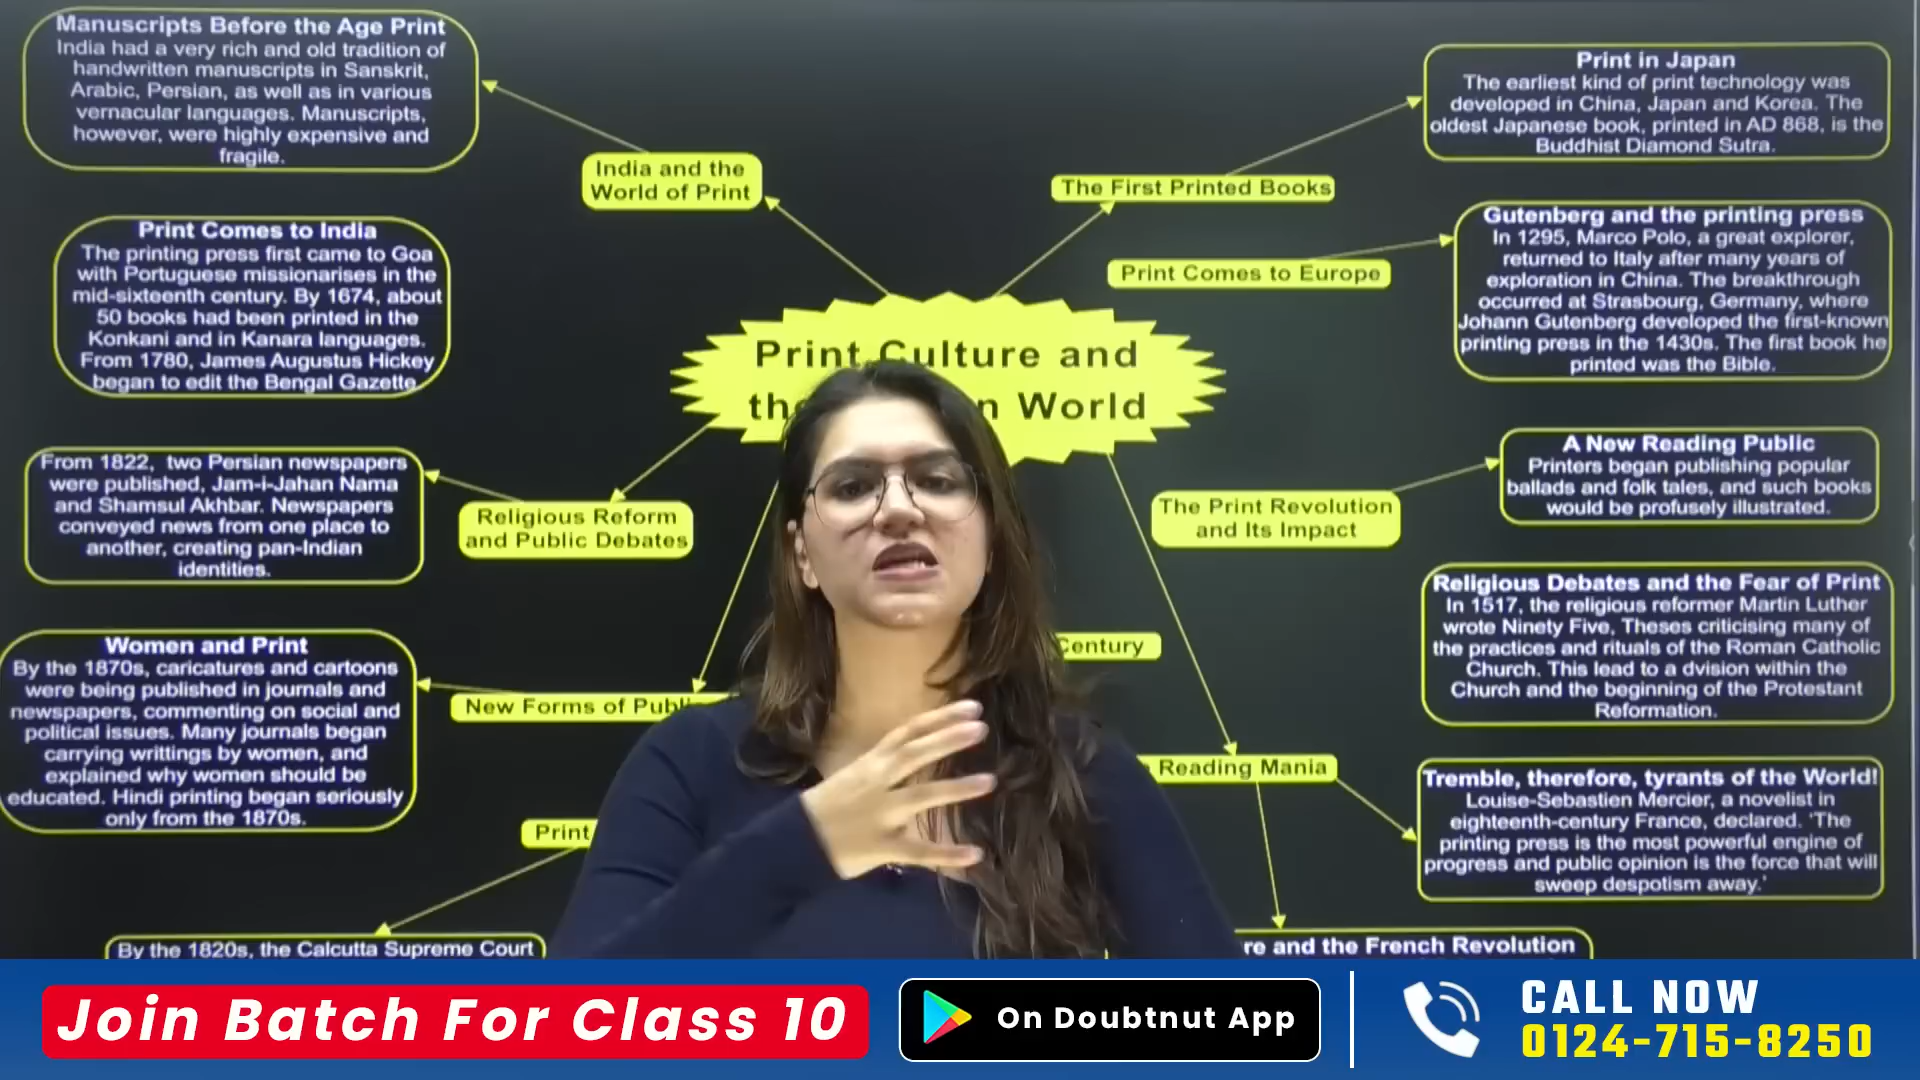 Manuscripts Before the Age Print
India had a very rich and old tradition of
handwritten manuscripts in Sanskrit,
Arabic, Persian, as well as in various
vernacular languages. Manuscripts,
however, were highly expensive and
fragile.
India and the
World of Print
The First Printed Books
Print in Japan
The earliest kind of print technology was
developed in China, Japan and Korea. The
oldest Japanese book, printed in AD 868, is the
Buddhist Diamond Sutra.
Print Comes to India
The printing press first came to Goa
with Portuguese missionarises in the
mid-sixteenth century. By 1674, about
50 books had been printed in the
Konkani and in Kanara languages.
From 1780, James Augustus Hickey
began to edit the Bengal Gazette
Print Comes to Europe
Gutenberg and the printing press
In 1295, Marco Polo, a great explorer,
returned to Italy after many years of
exploration in China. The breakthrough
occurred at Strasbourg, Germany, where
Johann Gutenberg developed the first-known
printing press in the 1430s. The first book he
printed was the Bible.
Print Culture and
World
From 1822, two Persian newspapers
were published, Jam-i-Jahan Nama
and Shamsul Akhbar. Newspapers
conveyed news from one place to
another, creating pan-Indian
identities.
Religious Reform
and Public Debates
The Print Revolution
and Its Impact
A New Reading Public
Printers began publishing popular
ballads and folk tales, and such books
would be profusely illustrated.
Religious Debates and the Fear of Print
In 1517, the religious reformer Martin Luther
wrote Ninety Five, Theses criticising many of
the practices and rituals of the Roman Catholic
Church. This lead to a dvision within the
Church and the beginning of the Protestant
Reformation.
Women and Print
By the 1870s, caricatures and cartoons
were being published in journals and
newspapers, commenting on social and
political issues. Many journals began
carrying writtings by women, and
explained why women should be
educated. Hindi printing began seriously
only from the 1870s.
New Forms of
Century
Reading Mania
Tremble, therefore, tyrants of the World!
Louise-Sebastien Mercier, a novelist in
eighteenth-century France, declared. 'The
printing press is the most powerful engine of
progress and public opinion is the force that will
sweep despotism away.'
Print
By the 1820s, the Calcutta Supreme Court
and the French Revolution
Join Batch For Class 10
On Doubtnut App
CALL NOW
0124-715-8250